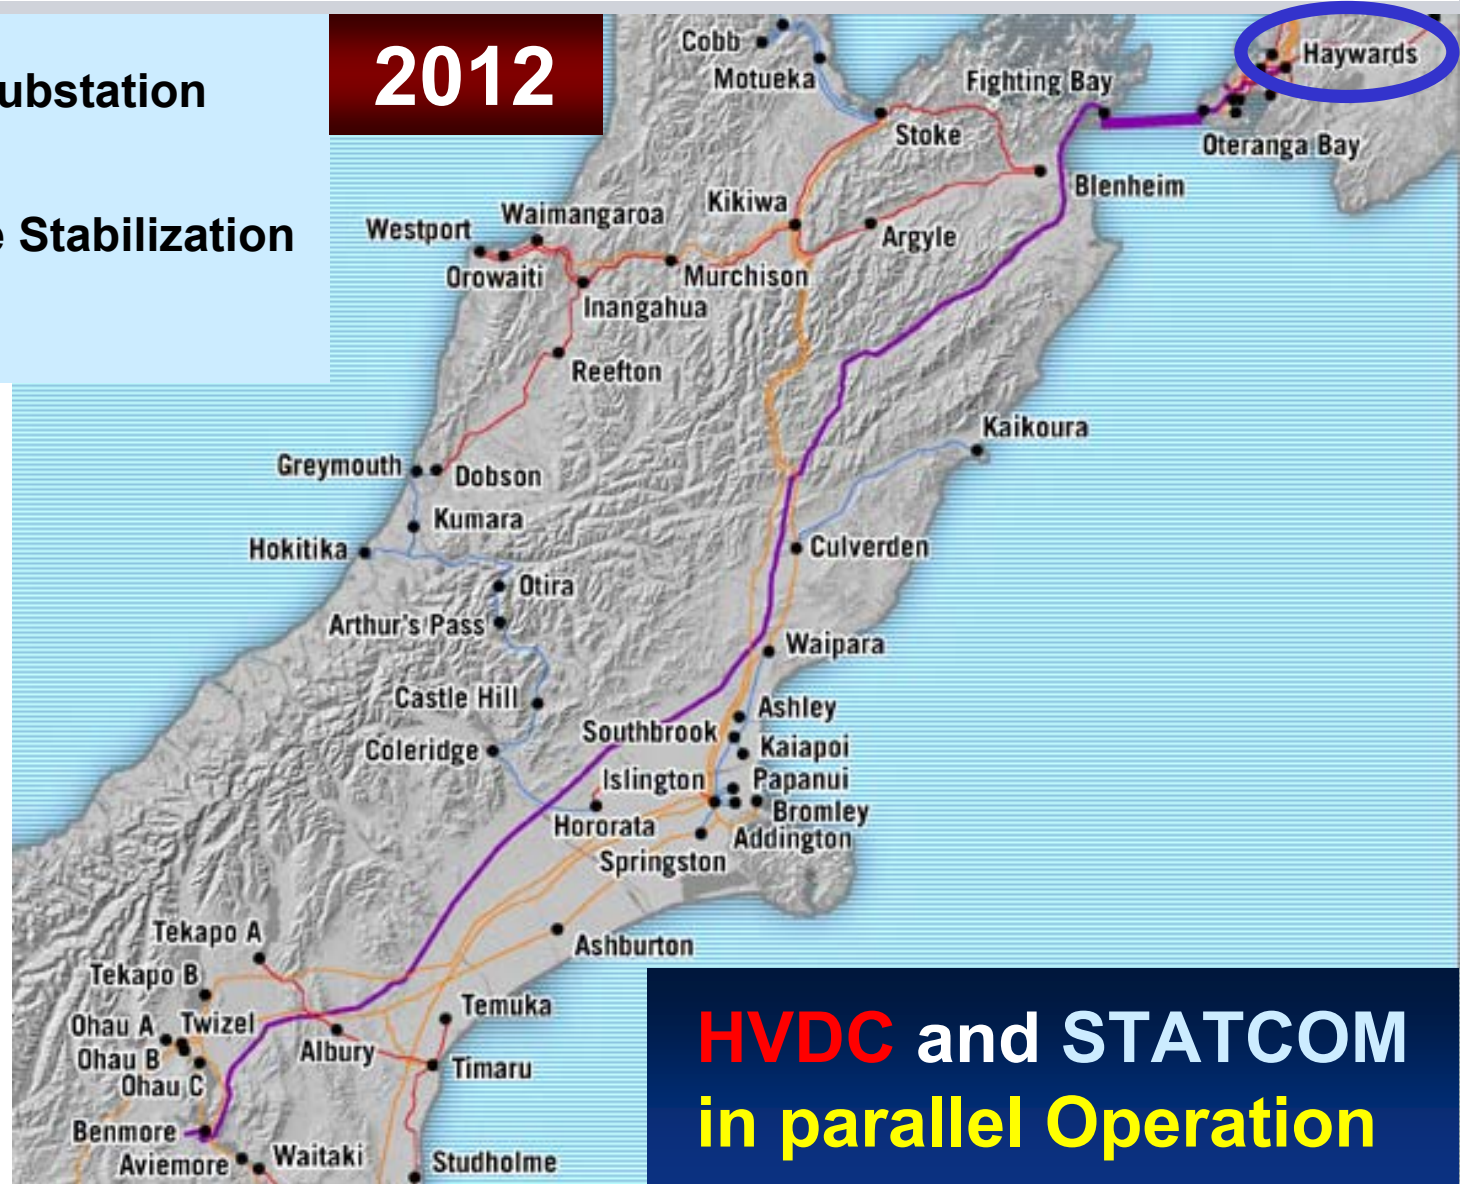 ubstation
e Stabilization
2012
Cobb
Motueka
Fighting Bay
Haywards
Stoke
Oteranga Bay
Blenheim
Kikiwa
Waimangaroa
Westport
Argyle
Orowaiti
Murchison
Inangahua
Reefton
Kaikoura
Greymouth
Dobson
Kumara
Hokitika
Culverden
Otira
Arthur's Pass
Waipara
Castle Hill
Ashley
Southbrook
Kaiapoi
Coleridge
Islington
Papanui
Bromley
Hororata
Addington
Springston
Tekapo A
Ashburton
Tekapo B
Temuka
Ohau A
Twizel
Albury
Ohau B
Timaru
Ohau C
Benmore
Aviemore
Waitaki
Studholme
HVDC and STATCOM
in parallel Operation